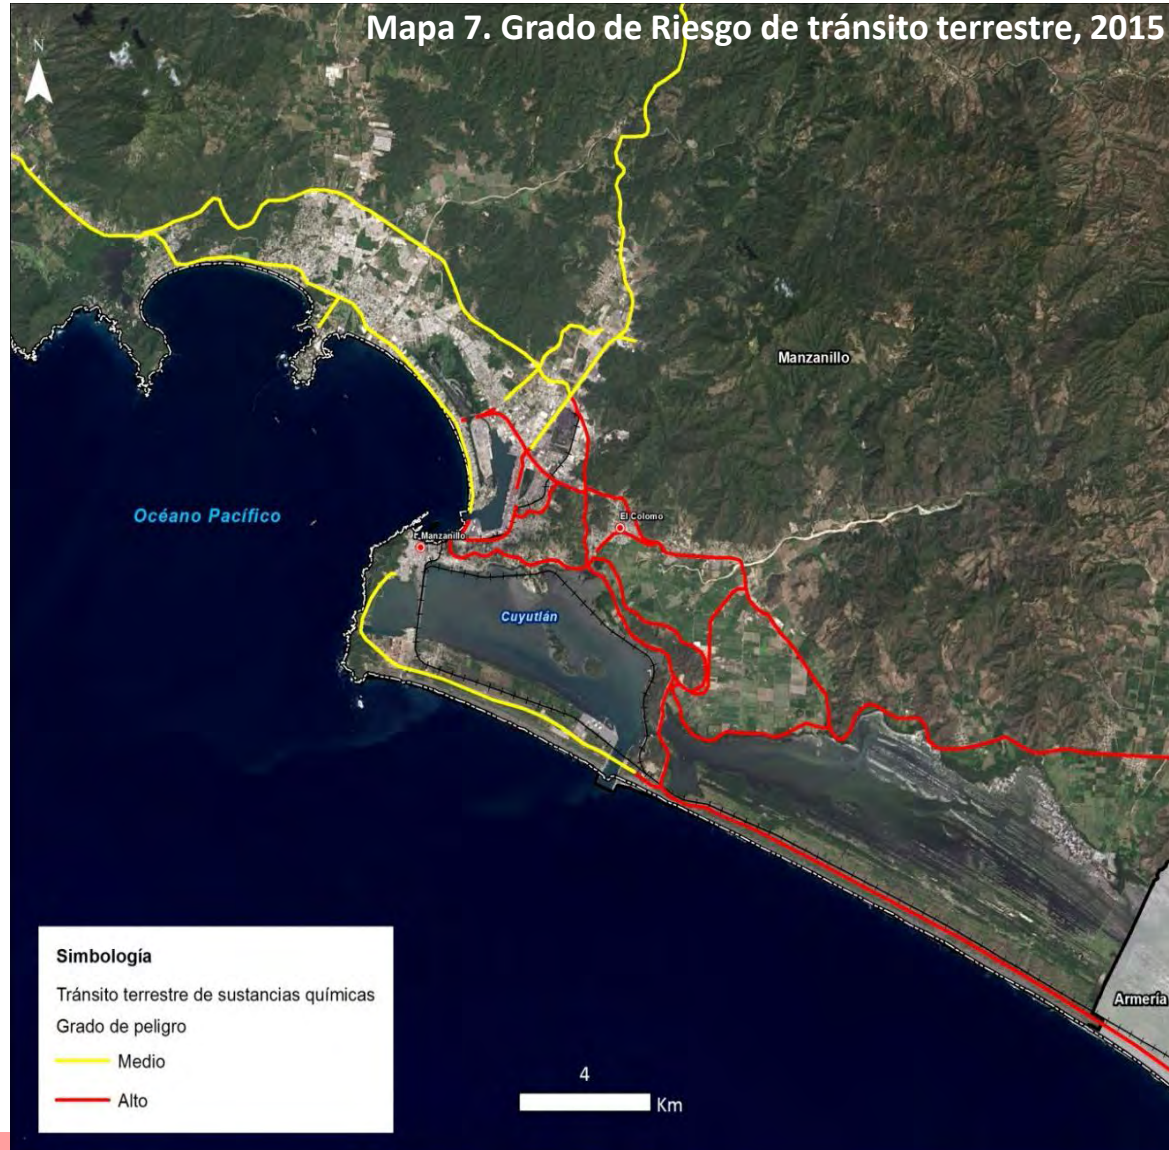 Mapa 7. Grado de Riesgo de tránsito terrestre, 2015
N
Manzanillo
Océano Pacífico
El Colomo
Manzanillo
Cuyutlán
Armería
Simbología
Tránsito terrestre de sustancias químicas
Grado de peligro
Medio
Alto
4
Km